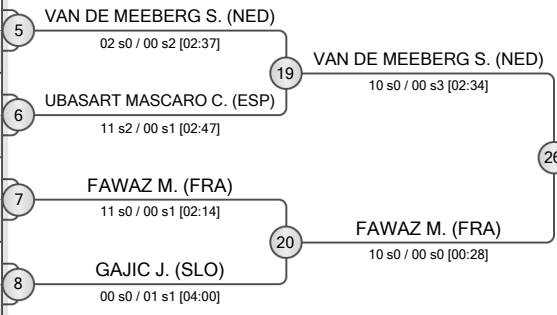 5
VAN DE MEEBERG S. (NED)
02 s0 / 00 s2 [02:37]
19
VAN DE MEEBERG S. (NED)
10 s0 / 00 s3 [02:34]
6
UBASART MASCARO C. (ESP)
11 s2 / 00 s1 [02:47]
26
7
FAWAZ M. (FRA)
11 s0 / 00 s1 [02:14]
20
FAWAZ M. (FRA)
10 s0 / 00 s0 [00:28]
8
GAJIC J. (SLO)
00 s0 / 01 s1 [04:00]